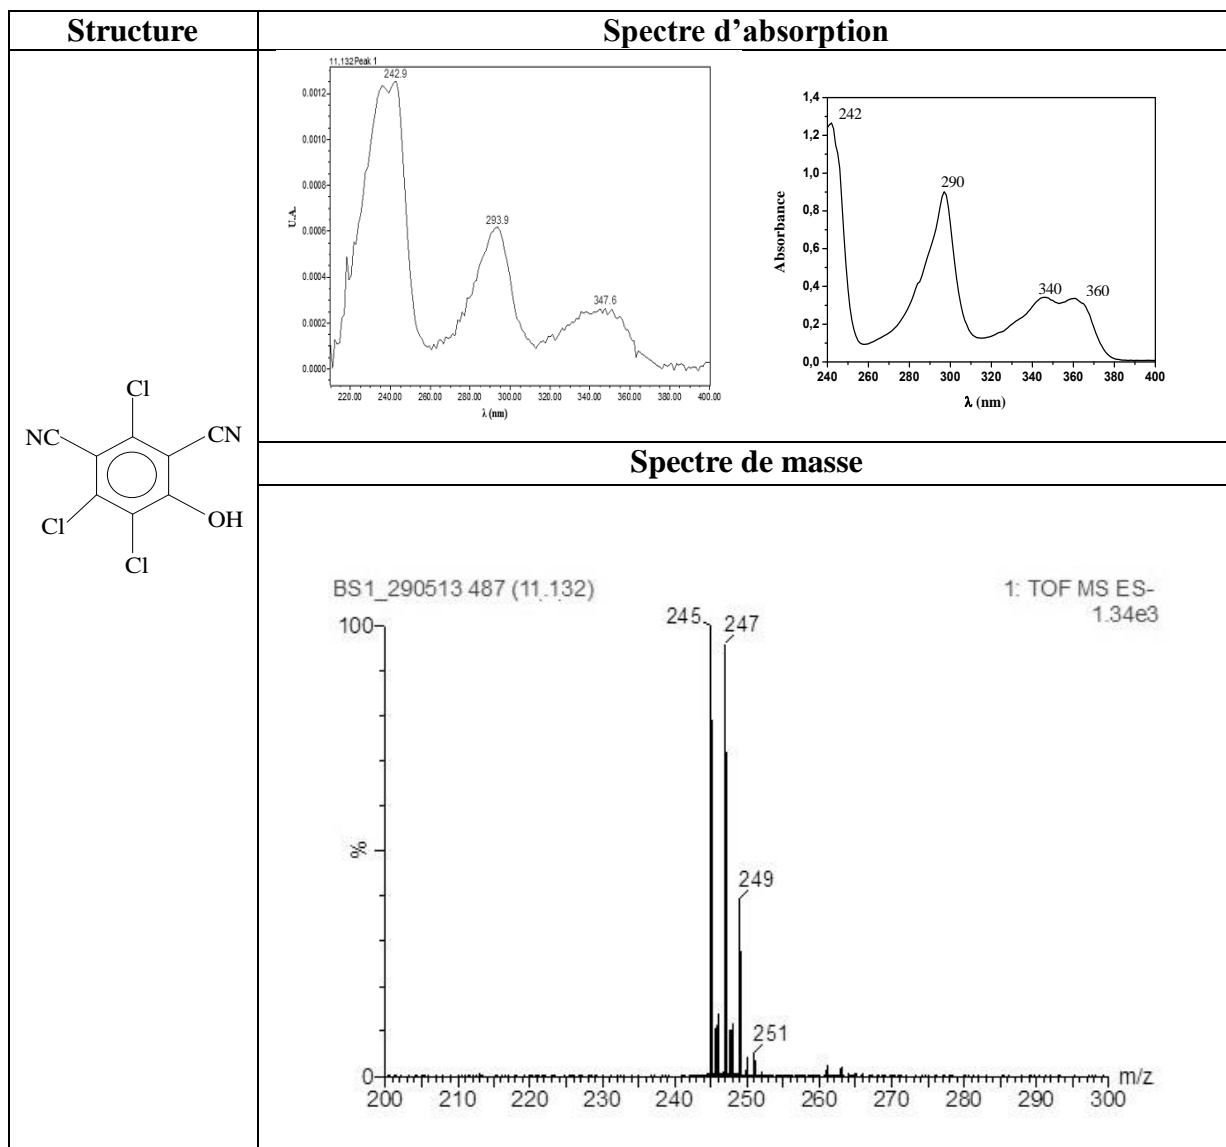 Structure
Spectre d'absorption
11,132 Peak 1
242.9
293.9
347.6
0.0012
0.0010
0.0008
0.0006
0.0004
0.0002
0.0000
U.A.
220.00 240.00 260.00 280.00 300.00 320.00 340.00 360.00 380.00 400.00
λ (nm)
242
290
340
360
1,4
1,2
1,0
0,8
0,6
0,4
0,2
0,0
Absorbance
240 260 280 300 320 340 360 380 400
λ (nm)
Cl
NC
CN
Cl
OH
Cl
Spectre de masse
BS1_290513 487 (11.132)
1: TOF MS ES-
1.34e3
100
%
0
245
247
249
251
200 210 220 230 240 250 260 270 280 290 300
m/z